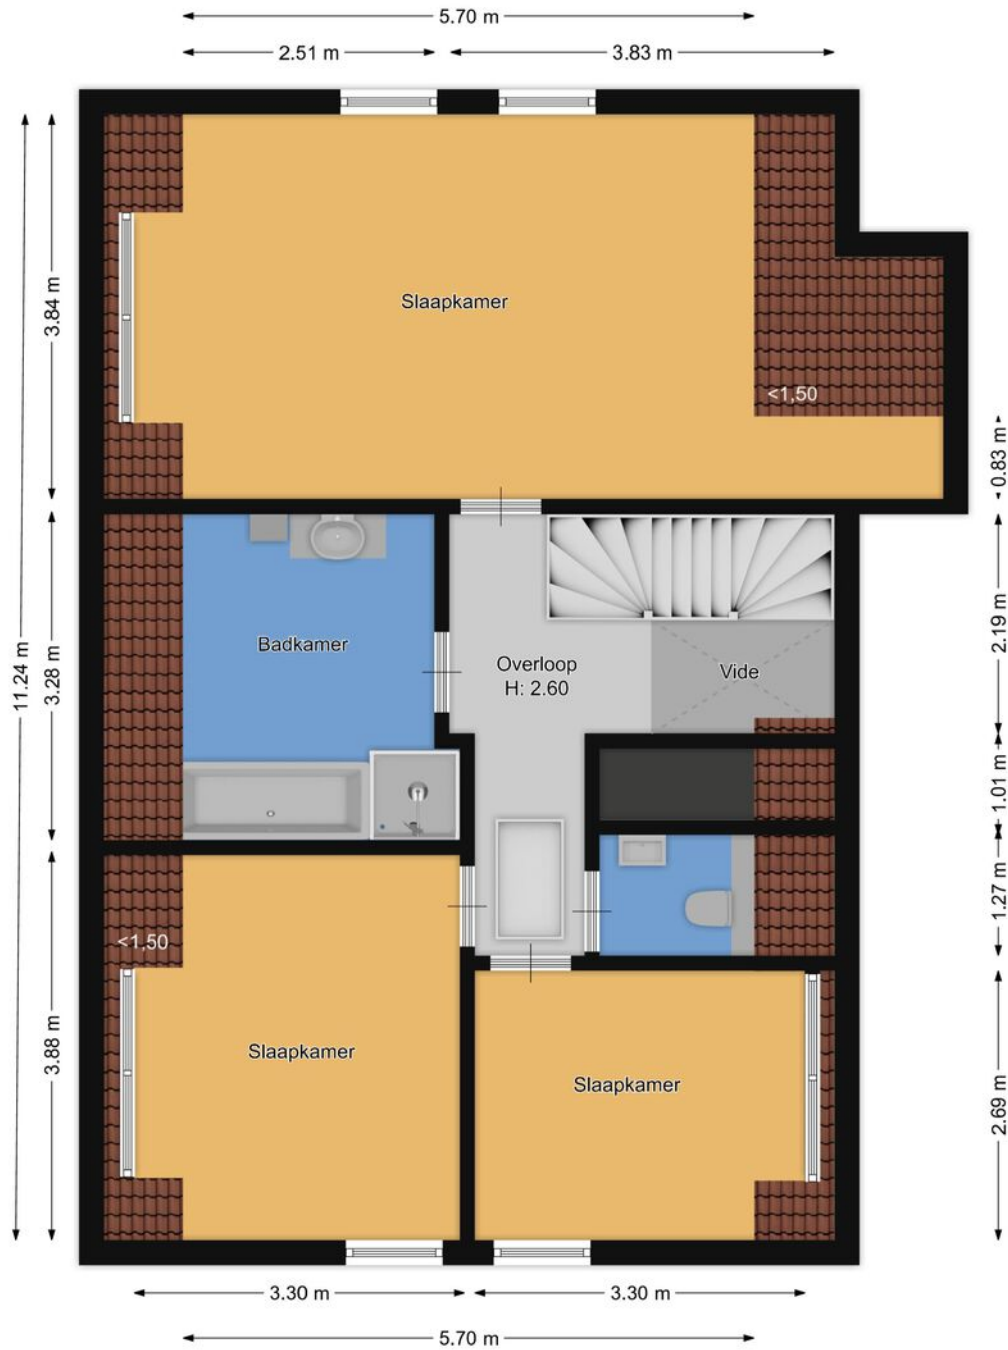 5.70 m
2.51 m
3.83 m
3.84 m
Slaapkamer
<1,50
0.83 m
11.24 m
3.28 m
Badkamer
Overloop
H: 2.60
Vide
2.19 m
1.01 m
1.27 m
<1,50
3.88 m
Slaapkamer
Slaapkamer
2.69 m
3.30 m
3.30 m
5.70 m